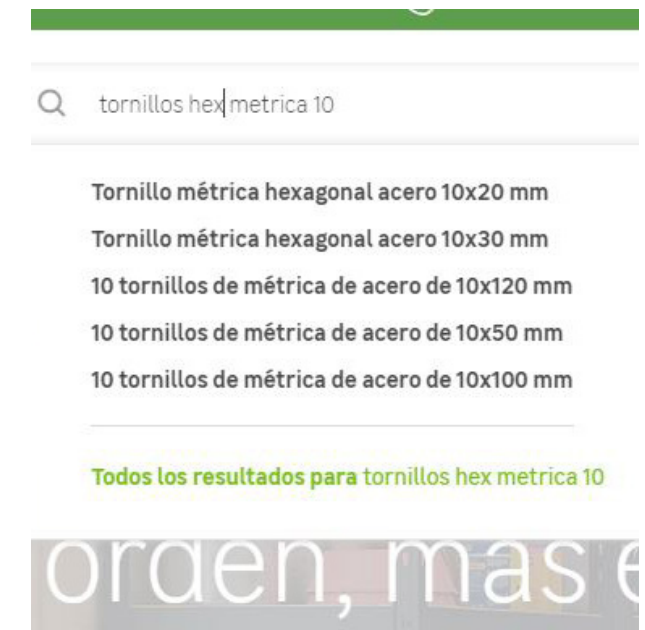 tornillos hex metrica 10
Tornillo métrica hexagonal acero 10x20 mm
Tornillo métrica hexagonal acero 10x30 mm
10 tornillos de métrica de acero de 10x120 mm
10 tornillos de métrica de acero de 10x50 mm
10 tornillos de métrica de acero de 10x100 mm
Todos los resultados para tornillos hex metrica 10
orden, mas